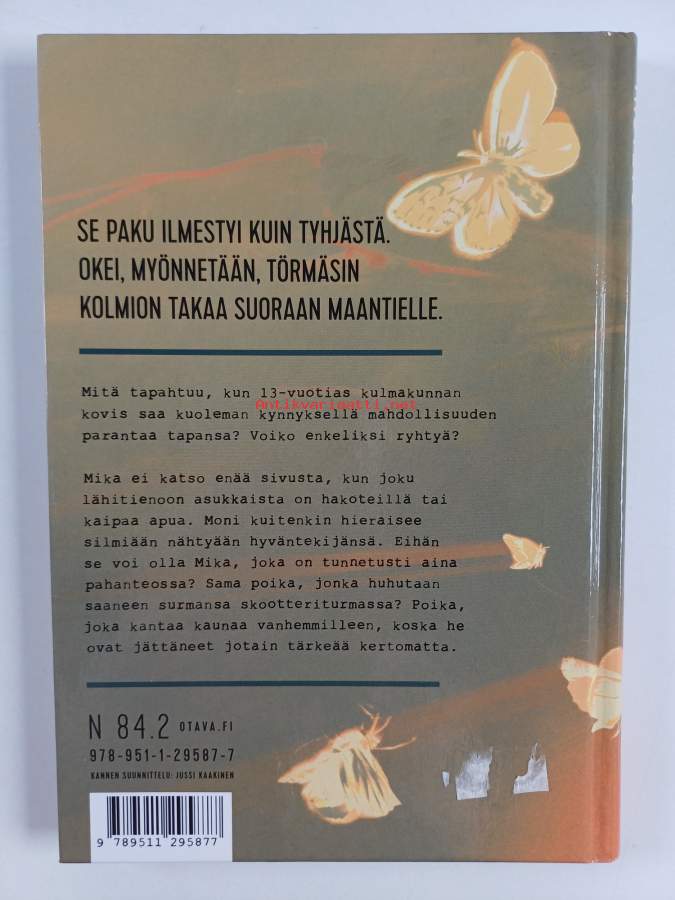 SE PAKU ILMESTYI KUIN TYHJÄSTÄ.
OKEI, MYÖNNETÄÄN, TÖRMÄSIN
KOLMION TAKAA SUORAAN MAANTIELLE.
Mitä tapahtuu, kun 13-vuotias kulmakunnan
Antikvariaatti.net
kovis saa kuoleman kynnyksellä mahdollisuuden
parantaa tapansa? Voiko enkeliksi ryhtyä?
Mika ei katso enää sivusta, kun joku
lähitienoon asukkaista on hakoteillä tai
kaipaa apua. Moni kuitenkin hieraisee
silmiään nähtyään hyväntekijänsä. Eihän
se voi olla Mika, joka on tunnetusti aina
pahanteossa? Sama poika, jonka huhutaan
saaneen surmansa skootteriturmassa? Poika,
joka kantaa kaunaa vanhemmilleen, koska he
ovat jättäneet jotain tärkeää kertomatta.
N 84.2 OTAVA.FI
978-951-1-29587-7
KANNEN SUUNNITTELU: JUSSI KAAKINEN
9 789511 295877